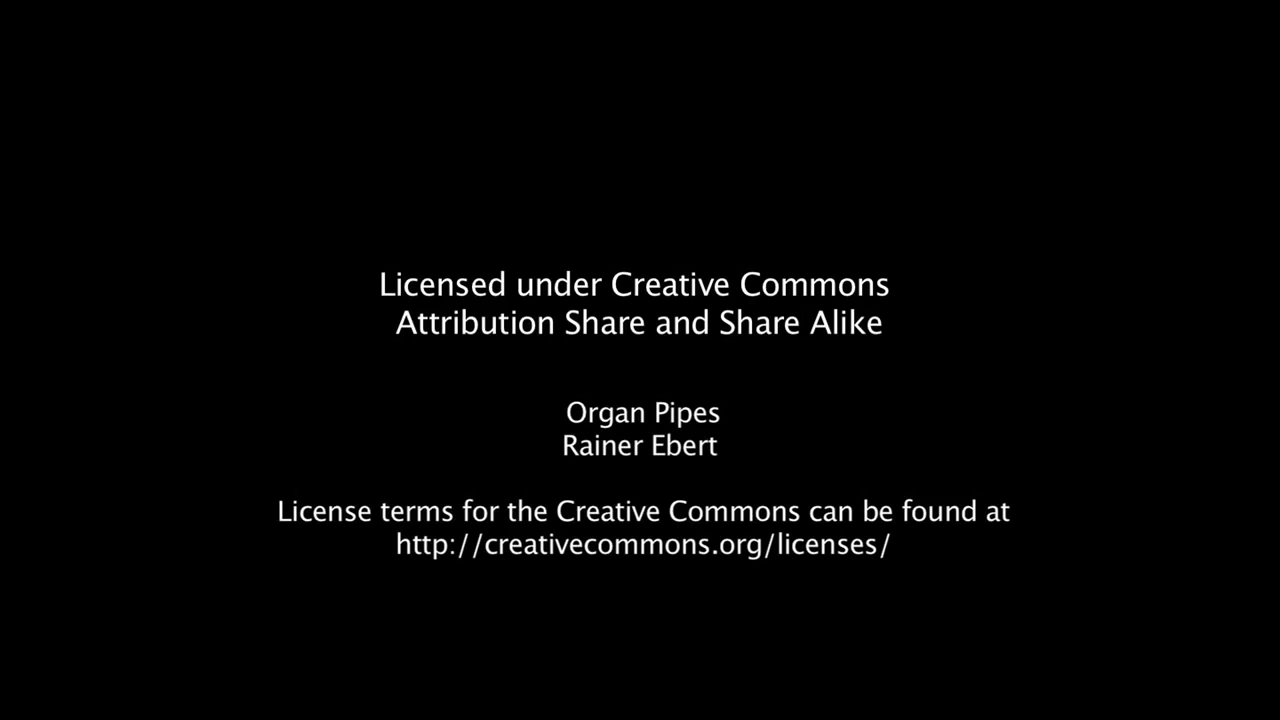 Licensed under Creative Commons
Attribution Share and Share Alike
Organ Pipes
Rainer Ebert
License terms for the Creative Commons can be found at
http://creativecommons.org/licenses/